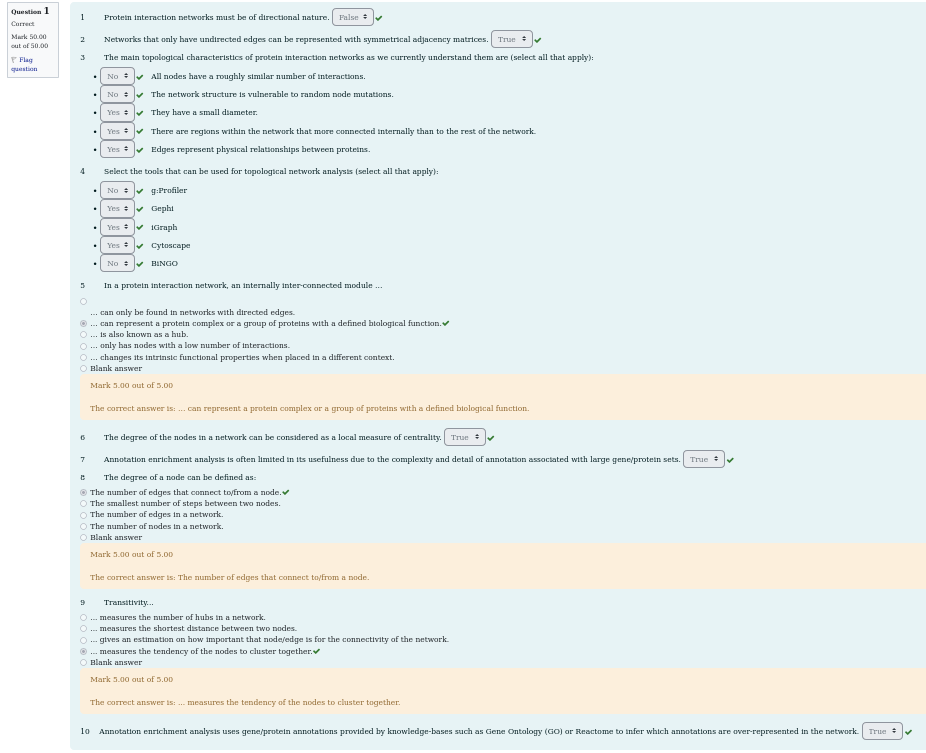 Question 1
Correct
Mark 50.00
out of 50.00
Flag
question
1 Protein interaction networks must be of directional nature. False
2 Networks that only have undirected edges can be represented with symmetrical adjacency matrices. True
3 The main topological characteristics of protein interaction networks as we currently understand them are (select all that apply):
• No All nodes have a roughly similar number of interactions.
• No The network structure is vulnerable to random node mutations.
• Yes They have a small diameter.
• Yes There are regions within the network that more connected internally than to the rest of the network.
• Yes Edges represent physical relationships between proteins.
4 Select the tools that can be used for topological network analysis (select all that apply):
• No g:Profiler
• Yes Gephi
• Yes iGraph
• Yes Cytoscape
• No BiNGO
5 In a protein interaction network, an internally inter-connected module ...
... can only be found in networks with directed edges.
... can represent a protein complex or a group of proteins with a defined biological function.
... is also known as a hub.
... only has nodes with a low number of interactions.
... changes its intrinsic functional properties when placed in a different context.
Blank answer
Mark 5.00 out of 5.00
The correct answer is: ... can represent a protein complex or a group of proteins with a defined biological function.
6 The degree of the nodes in a network can be considered as a local measure of centrality. True
7 Annotation enrichment analysis is often limited in its usefulness due to the complexity and detail of annotation associated with large gene/protein sets. True
8 The degree of a node can be defined as:
The number of edges that connect to/from a node.
The smallest number of steps between two nodes.
The number of edges in a network.
The number of nodes in a network.
Blank answer
Mark 5.00 out of 5.00
The correct answer is: The number of edges that connect to/from a node.
9 Transitivity...
... measures the number of hubs in a network.
... measures the shortest distance between two nodes.
... gives an estimation on how important that node/edge is for the connectivity of the network.
... measures the tendency of the nodes to cluster together.
Blank answer
Mark 5.00 out of 5.00
The correct answer is: ... measures the tendency of the nodes to cluster together.
10 Annotation enrichment analysis uses gene/protein annotations provided by knowledge-bases such as Gene Ontology (GO) or Reactome to infer which annotations are over-represented in the network. True